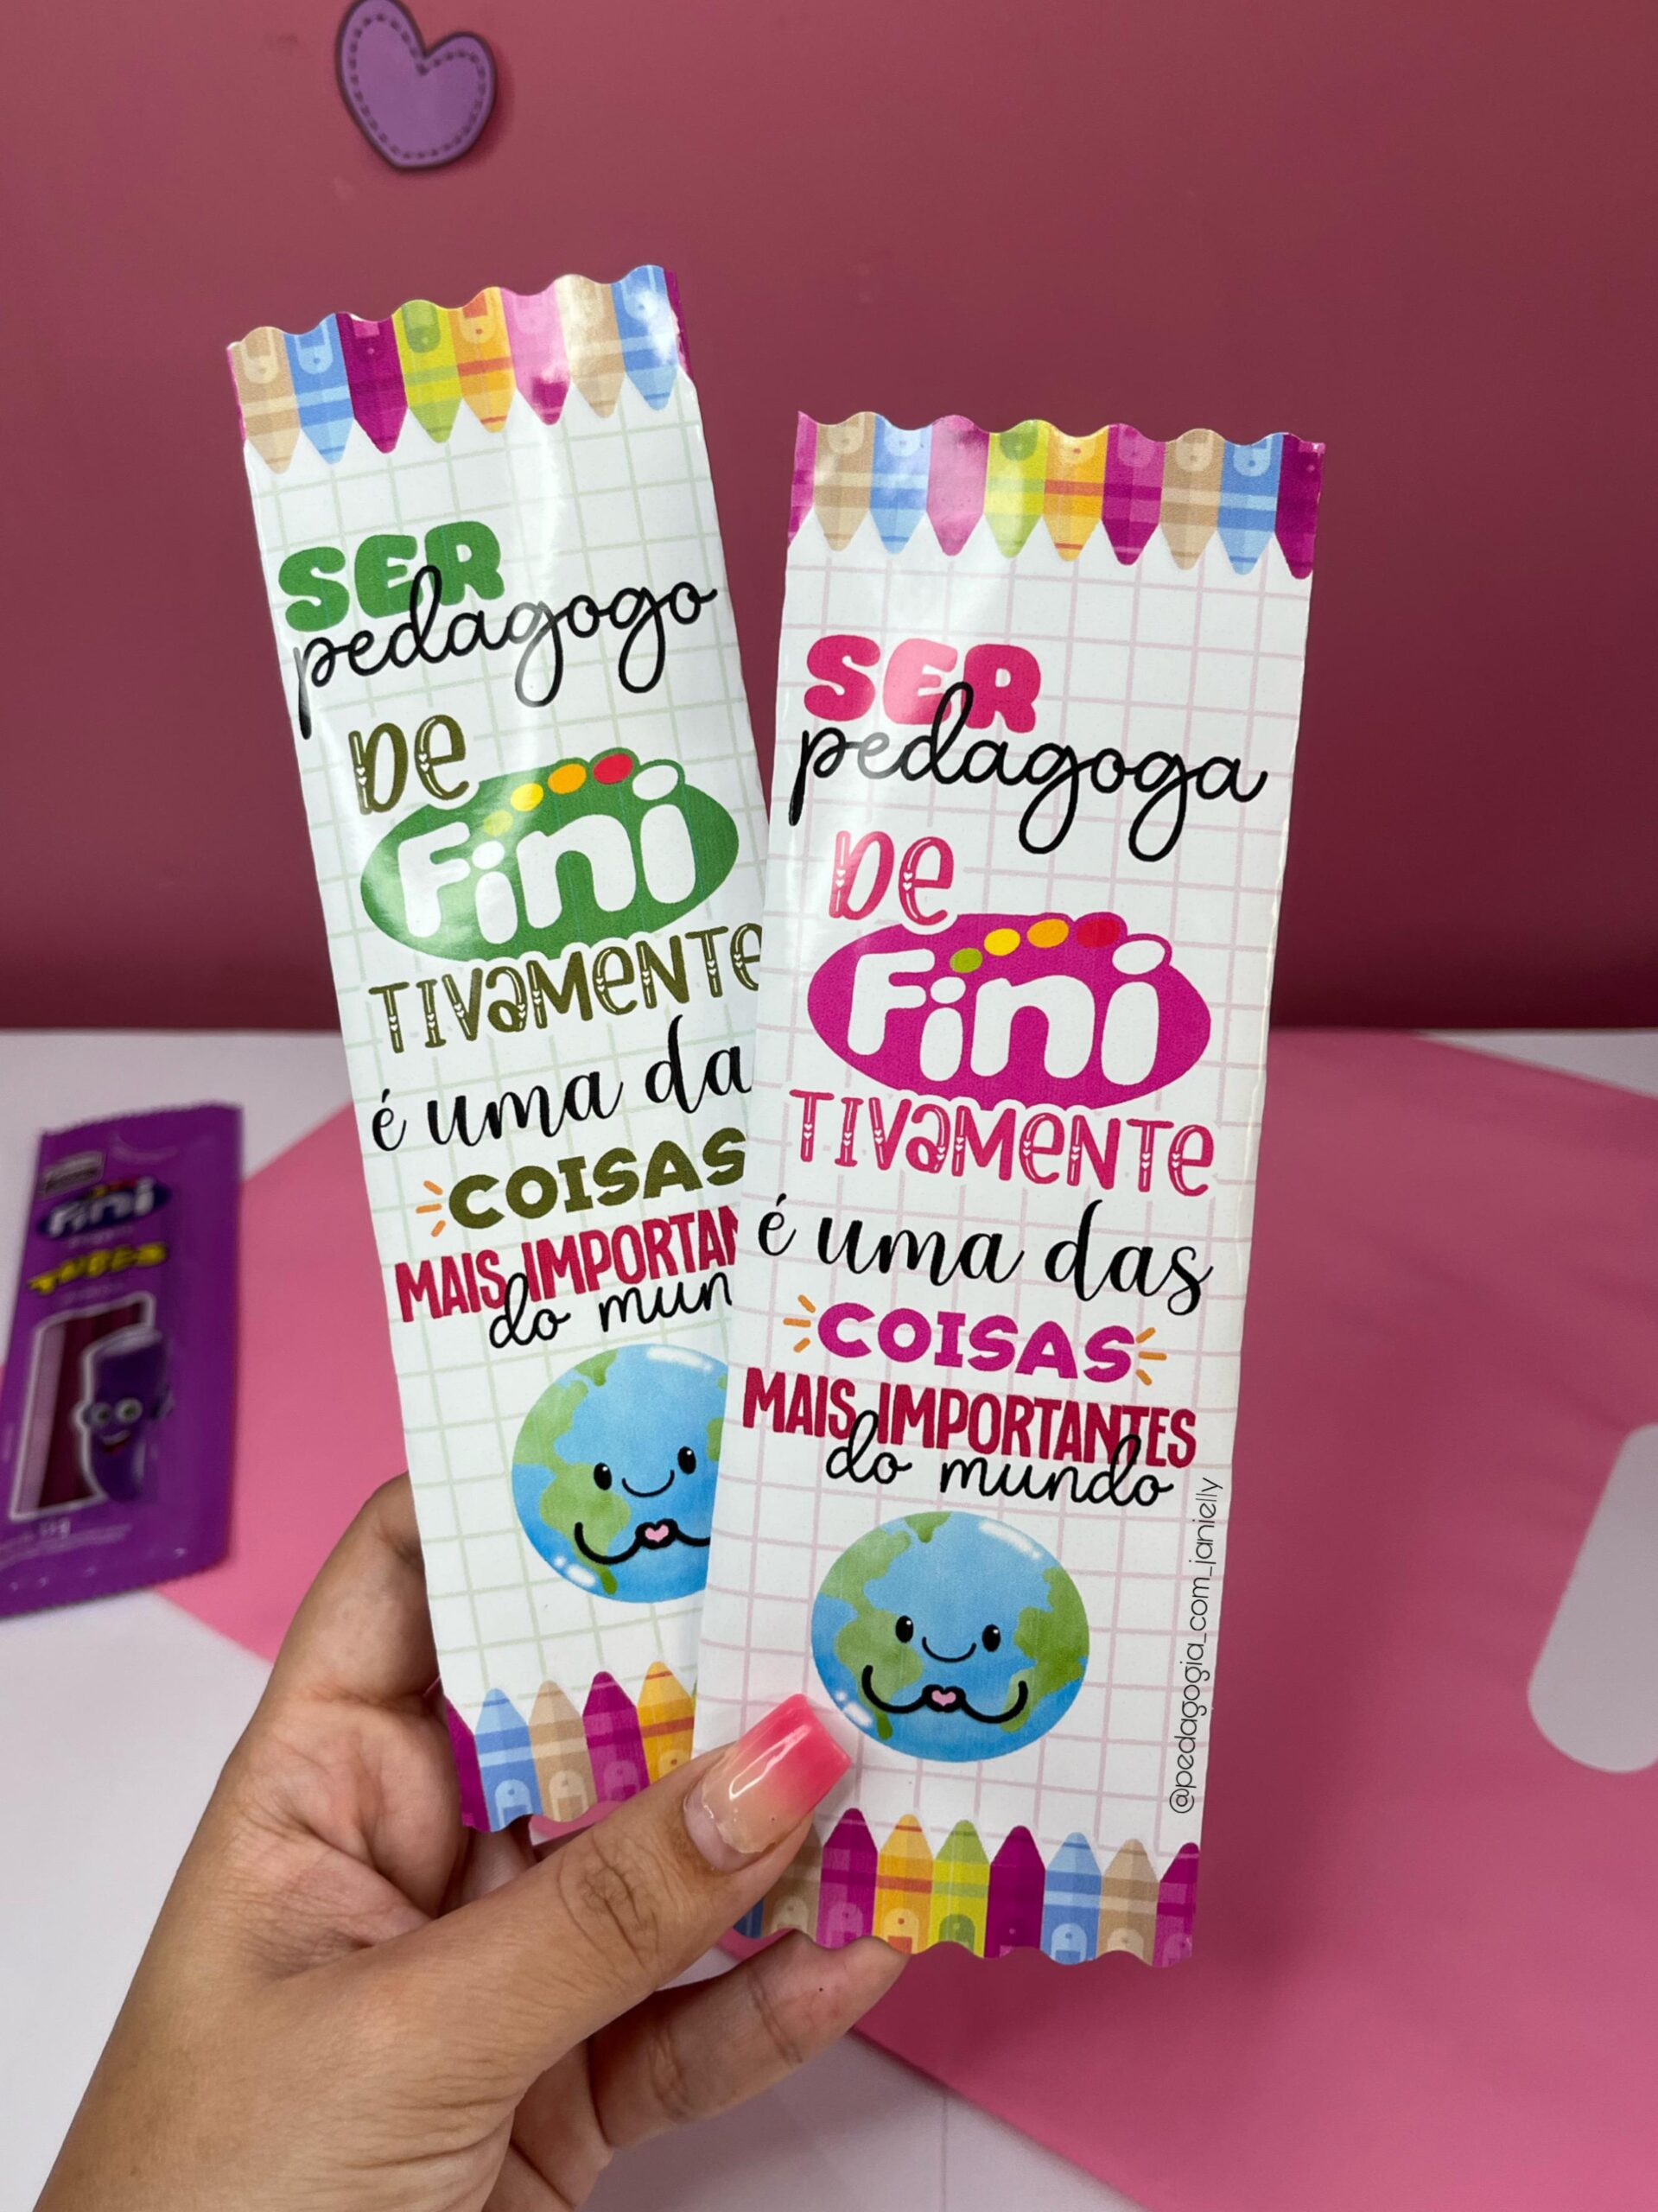 SER
pedagogo
DE
Fini
TIVAMENTE
é uma da
COISAS
MAIS IMPORTAN
do mun
SER
pedagoga
DE
Fini
TIVAMENTE
é uma das
COISAS
MAIS IMPORTANTES
do mundo
@pedagogia_com_janielly
Fini
TUBES